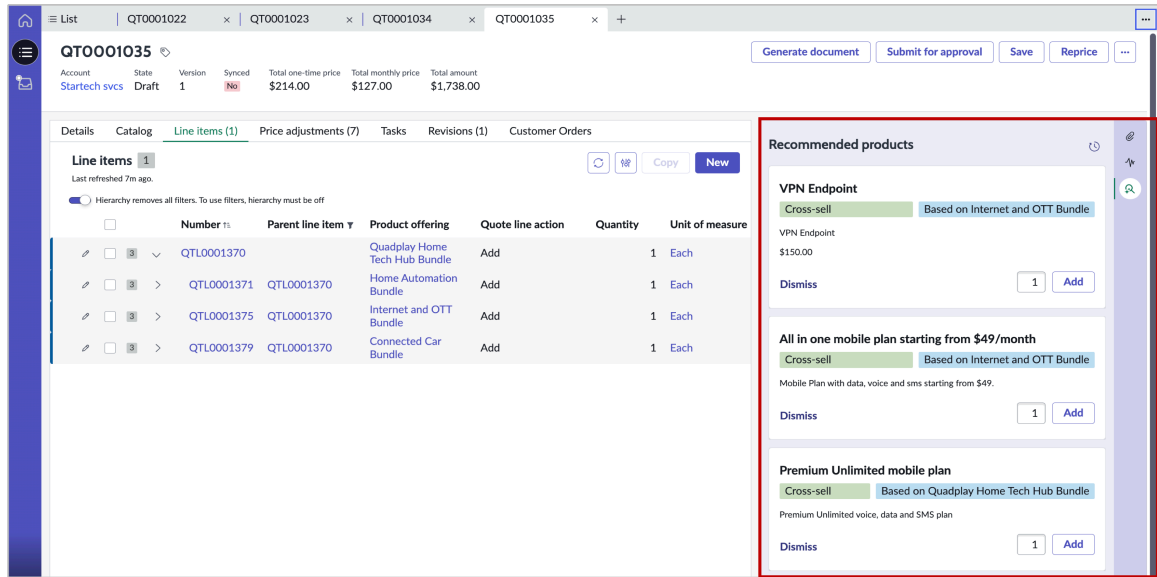 List
QT0001022
QT0001023
QT0001034
QT0001035
QT0001035
Generate document
Submit for approval
Save
Reprice
Account
State
Version
Synced
Total one-time price
Total monthly price
Total amount
Startech svcs
Draft
1
No
$214.00
$127.00
$1,738.00
Details
Catalog
Line items (1)
Price adjustments (7)
Tasks
Revisions (1)
Customer Orders
Line items 1
Copy
New
Last refreshed 7m ago.
Hierarchy removes all filters. To use filters, hierarchy must be off
Number
Parent line item
Product offering
Quote line action
Quantity
Unit of measure
3 QTL0001370
Quadplay Home
Tech Hub Bundle
Add
1
Each
3 QTL0001371
QTL0001370
Home Automation
Bundle
Add
1
Each
3 QTL0001375
QTL0001370
Internet and OTT
Bundle
Add
1
Each
3 QTL0001379
QTL0001370
Connected Car
Bundle
Add
1
Each
Recommended products
VPN Endpoint
Cross-sell
Based on Internet and OTT Bundle
VPN Endpoint
$150.00
Dismiss
1
Add
All in one mobile plan starting from $49/month
Cross-sell
Based on Internet and OTT Bundle
Mobile Plan with data, voice and sms starting from $49.
Dismiss
1
Add
Premium Unlimited mobile plan
Cross-sell
Based on Quadplay Home Tech Hub Bundle
Premium Unlimited voice, data and SMS plan
Dismiss
1
Add